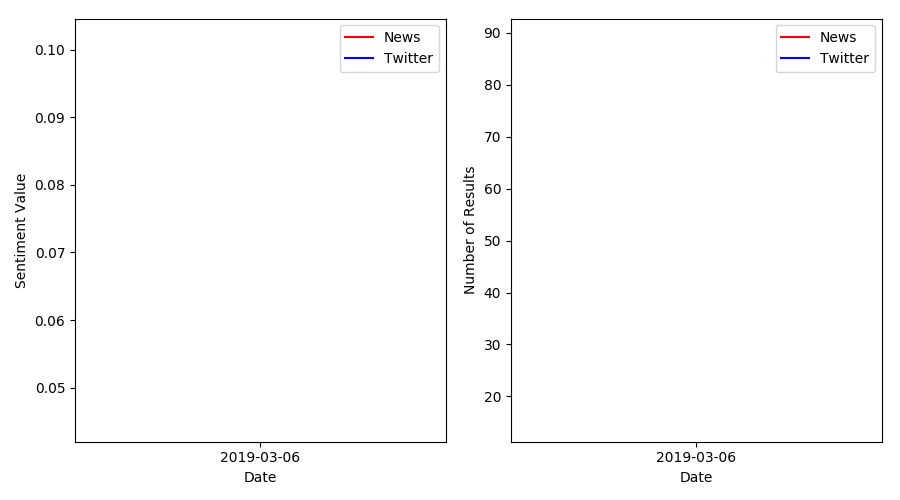 News
Twitter
0.10
0.09
0.08
0.07
0.06
0.05
Sentiment Value
2019-03-06
Date
News
Twitter
90
80
70
60
50
40
30
20
Number of Results
2019-03-06
Date